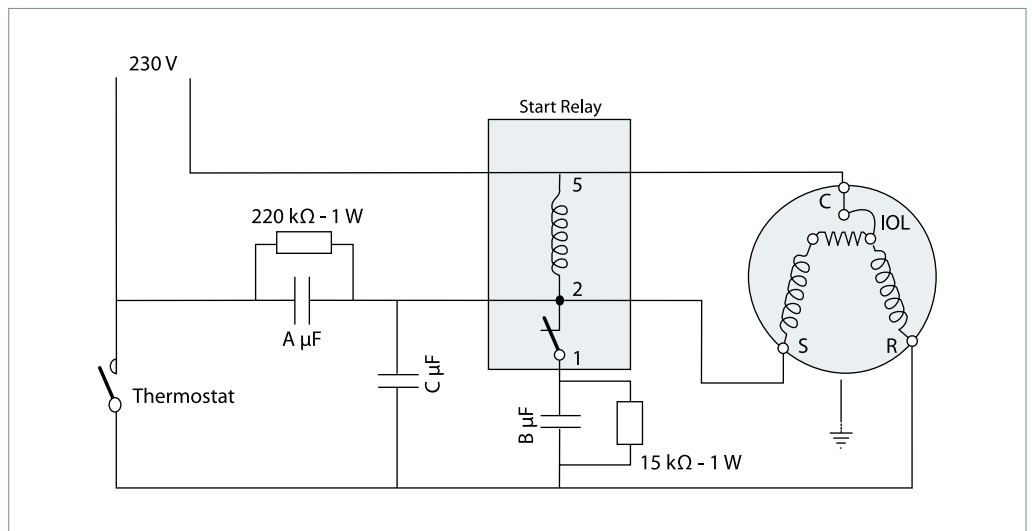 230 V
Start Relay
5
C
IOL
220 kΩ - 1 W
2
A µF
S
R
1
C µF
Thermostat
B µF
15 kΩ - 1 W